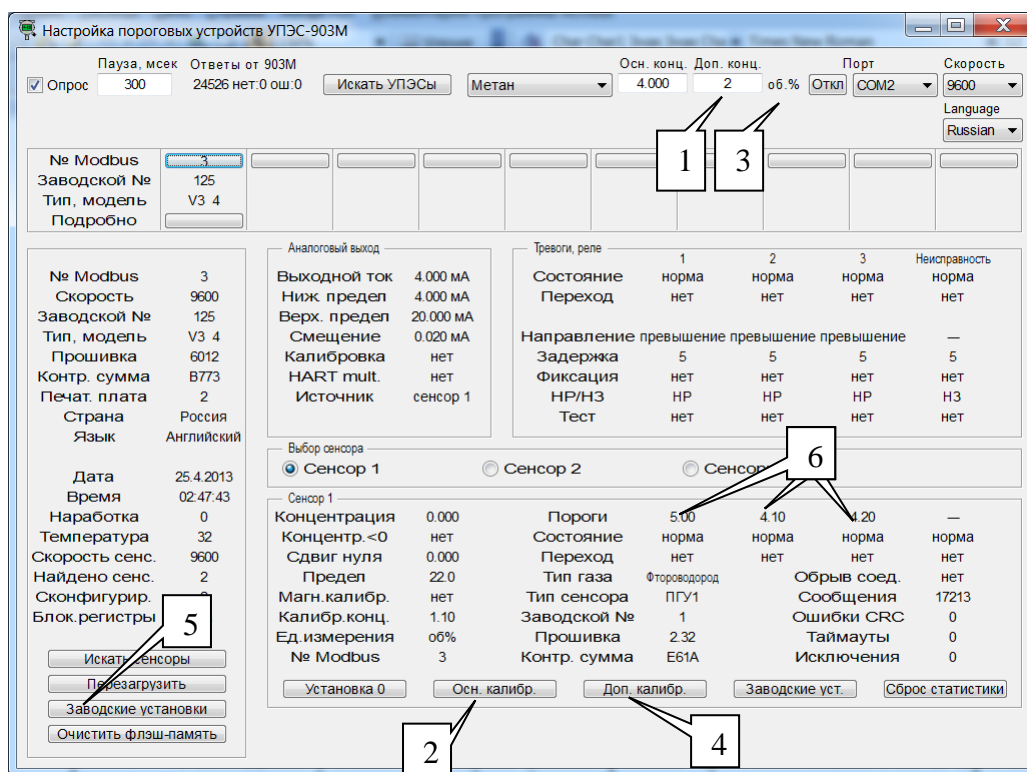 Настройка пороговых устройств УПЭС-903М
Пауза, мсек Ответы от 903М Осн. конц. Доп. конц. Порт Скорость
Опрос 300 24526 нет:0 ош:0 Искать УПЭСы Метан 4.000 2 об.% Откл COM2 9600
Language
Russian
1 3
№ Modbus 3
Заводской № 125
Тип, модель V3 4
Подробно
№ Modbus 3
Скорость 9600
Заводской № 125
Тип, модель V3 4
Прошивка 6012
Контр. сумма B773
Печат. плата 2
Страна Россия
Язык Английский
Дата 25.4.2013
Время 02:47:43
Наработка 0
Температура 32
Скорость сенс. 9600
Найдено сенс. 2
Сконфигурир.
Блок.регистры
5
Искать сенсоры
Перезагрузить
Заводские установки
Очистить флэш-память
Аналоговый выход
Выходной ток 4.000 мА
Ниж. предел 4.000 мА
Верх. предел 20.000 мА
Смещение 0.020 мА
Калибровка нет
HART mult. нет
Источник сенсор 1
Тревоги, реле
1 2 3 Неисправность
Состояние норма норма норма норма
Переход нет нет нет нет
Направление превышение превышение превышение —
Задержка 5 5 5 5
Фиксация нет нет нет нет
НР/НЗ НР НР НР НЗ
Тест нет нет нет нет
Выбор сенсора
Сенсор 1 Сенсор 2 Сенсор
6
Сенсор 1
Концентрация 0.000 Пороги 5.00 4.10 4.20 —
Концентр.<0 нет Состояние норма норма норма норма
Сдвиг нуля 0.000 Переход нет нет нет нет
Предел 22.0 Тип газа Фтороводород Обрыв соед. нет
Магн.калибр. нет Тип сенсора ПГУ1 Сообщения 17213
Калибр.конц. 1.10 Заводской № 1 Ошибки CRC 0
Ед.измерения об% Прошивка 2.32 Таймауты 0
№ Modbus 3 Контр. сумма E61A Исключения 0
Установка 0 Осн. калибр. Доп. калибр. Заводские уст. Сброс статистики
2 4